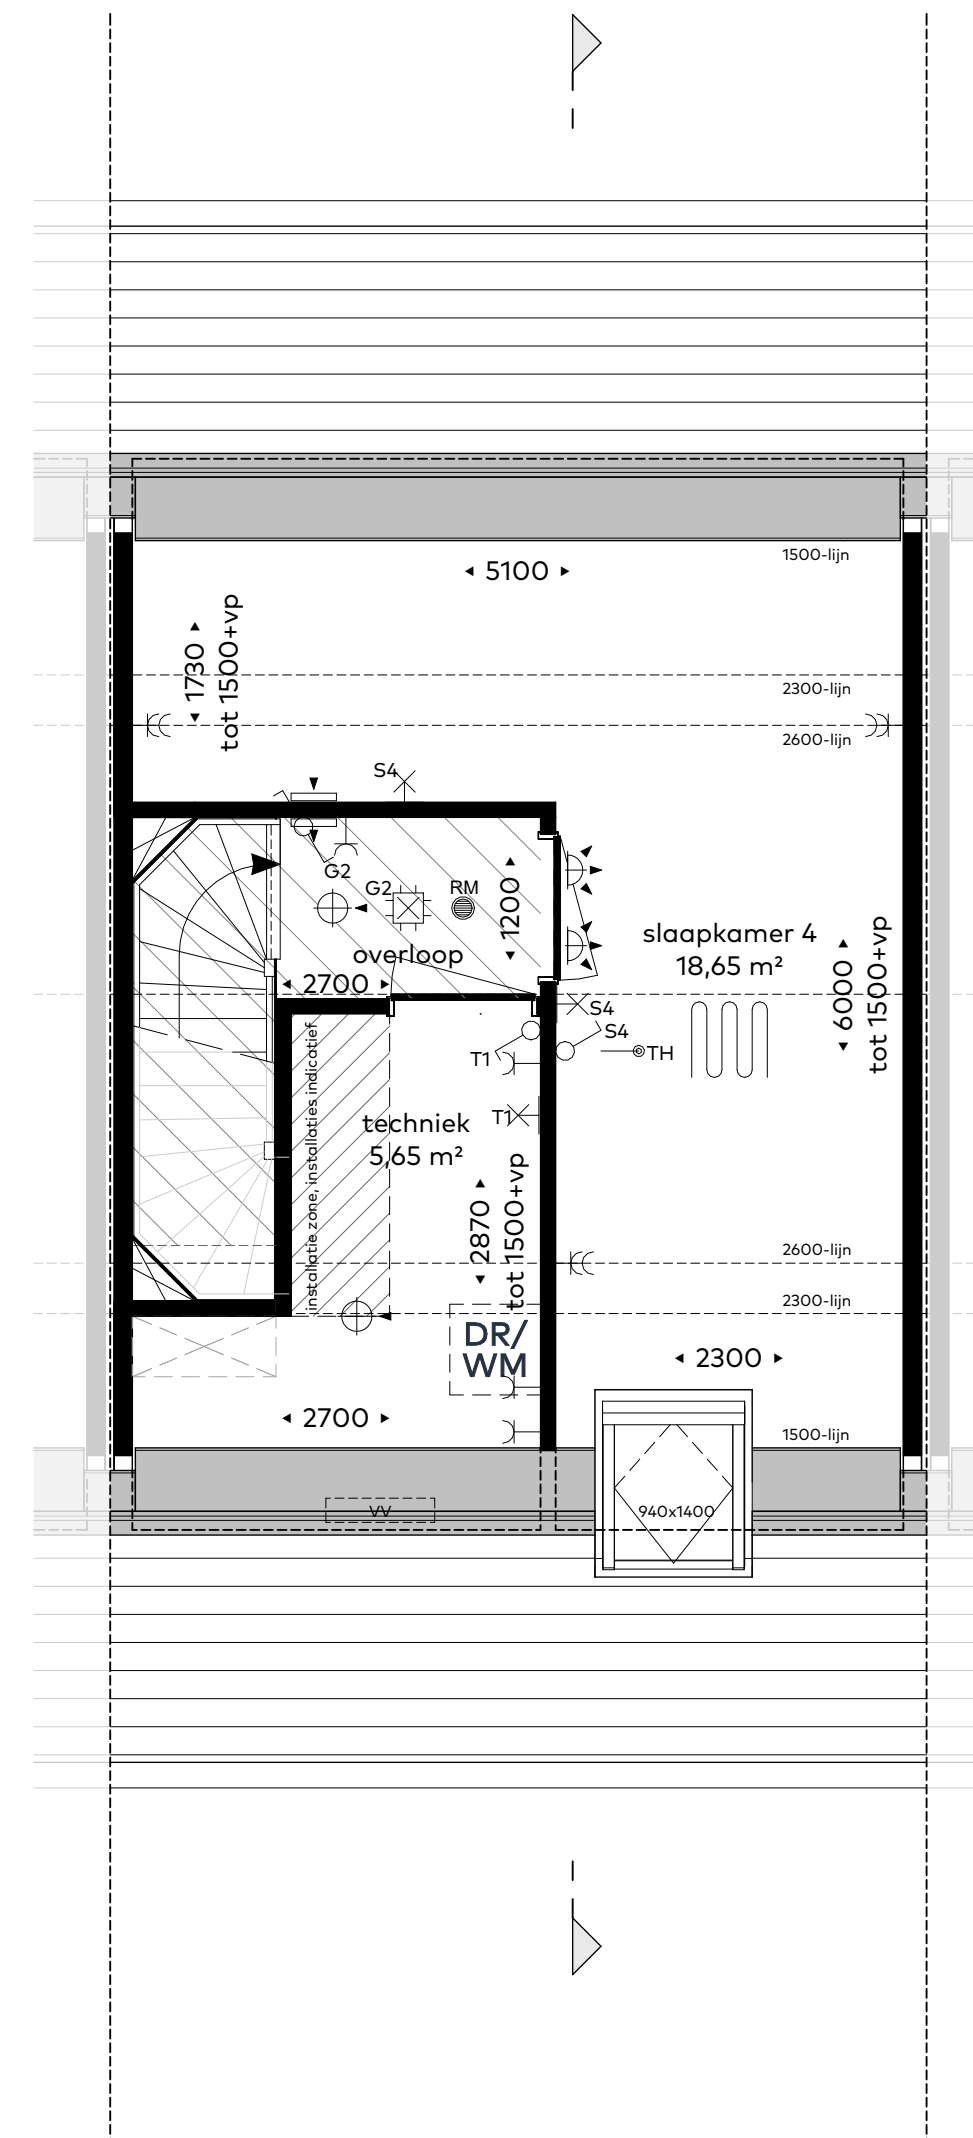 1500-lijn
5100
1730
tot 1500+vp
2300-lijn
2600-lijn
S4
G2
G2
RM
1200
overloop
2700
slaapkamer 4
18,65 m²
6000
tot 1500+vp
S4
S4
TH
T1
T1
installatie zone, installaties indicatief
techniek
5,65 m²
2870
tot 1500+vp
2600-lijn
2300-lijn
DR/
WM
2300
2700
1500-lijn
VV
940x1400